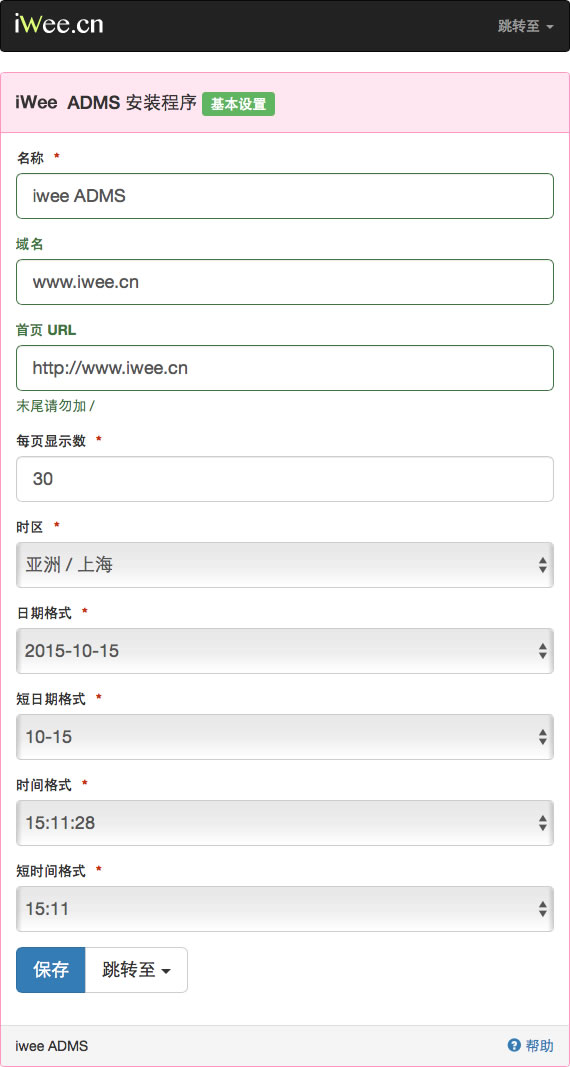 iWee.cn 跳转至
iWee ADMS 安装程序 基本设置
名称 *
iwee ADMS
域名
www.iwee.cn
首页 URL
http://www.iwee.cn
末尾请勿加 /
每页显示数 *
30
时区 *
亚洲 / 上海
日期格式 *
2015-10-15
短日期格式 *
10-15
时间格式 *
15:11:28
短时间格式 *
15:11
保存 跳转至
iwee ADMS 帮助